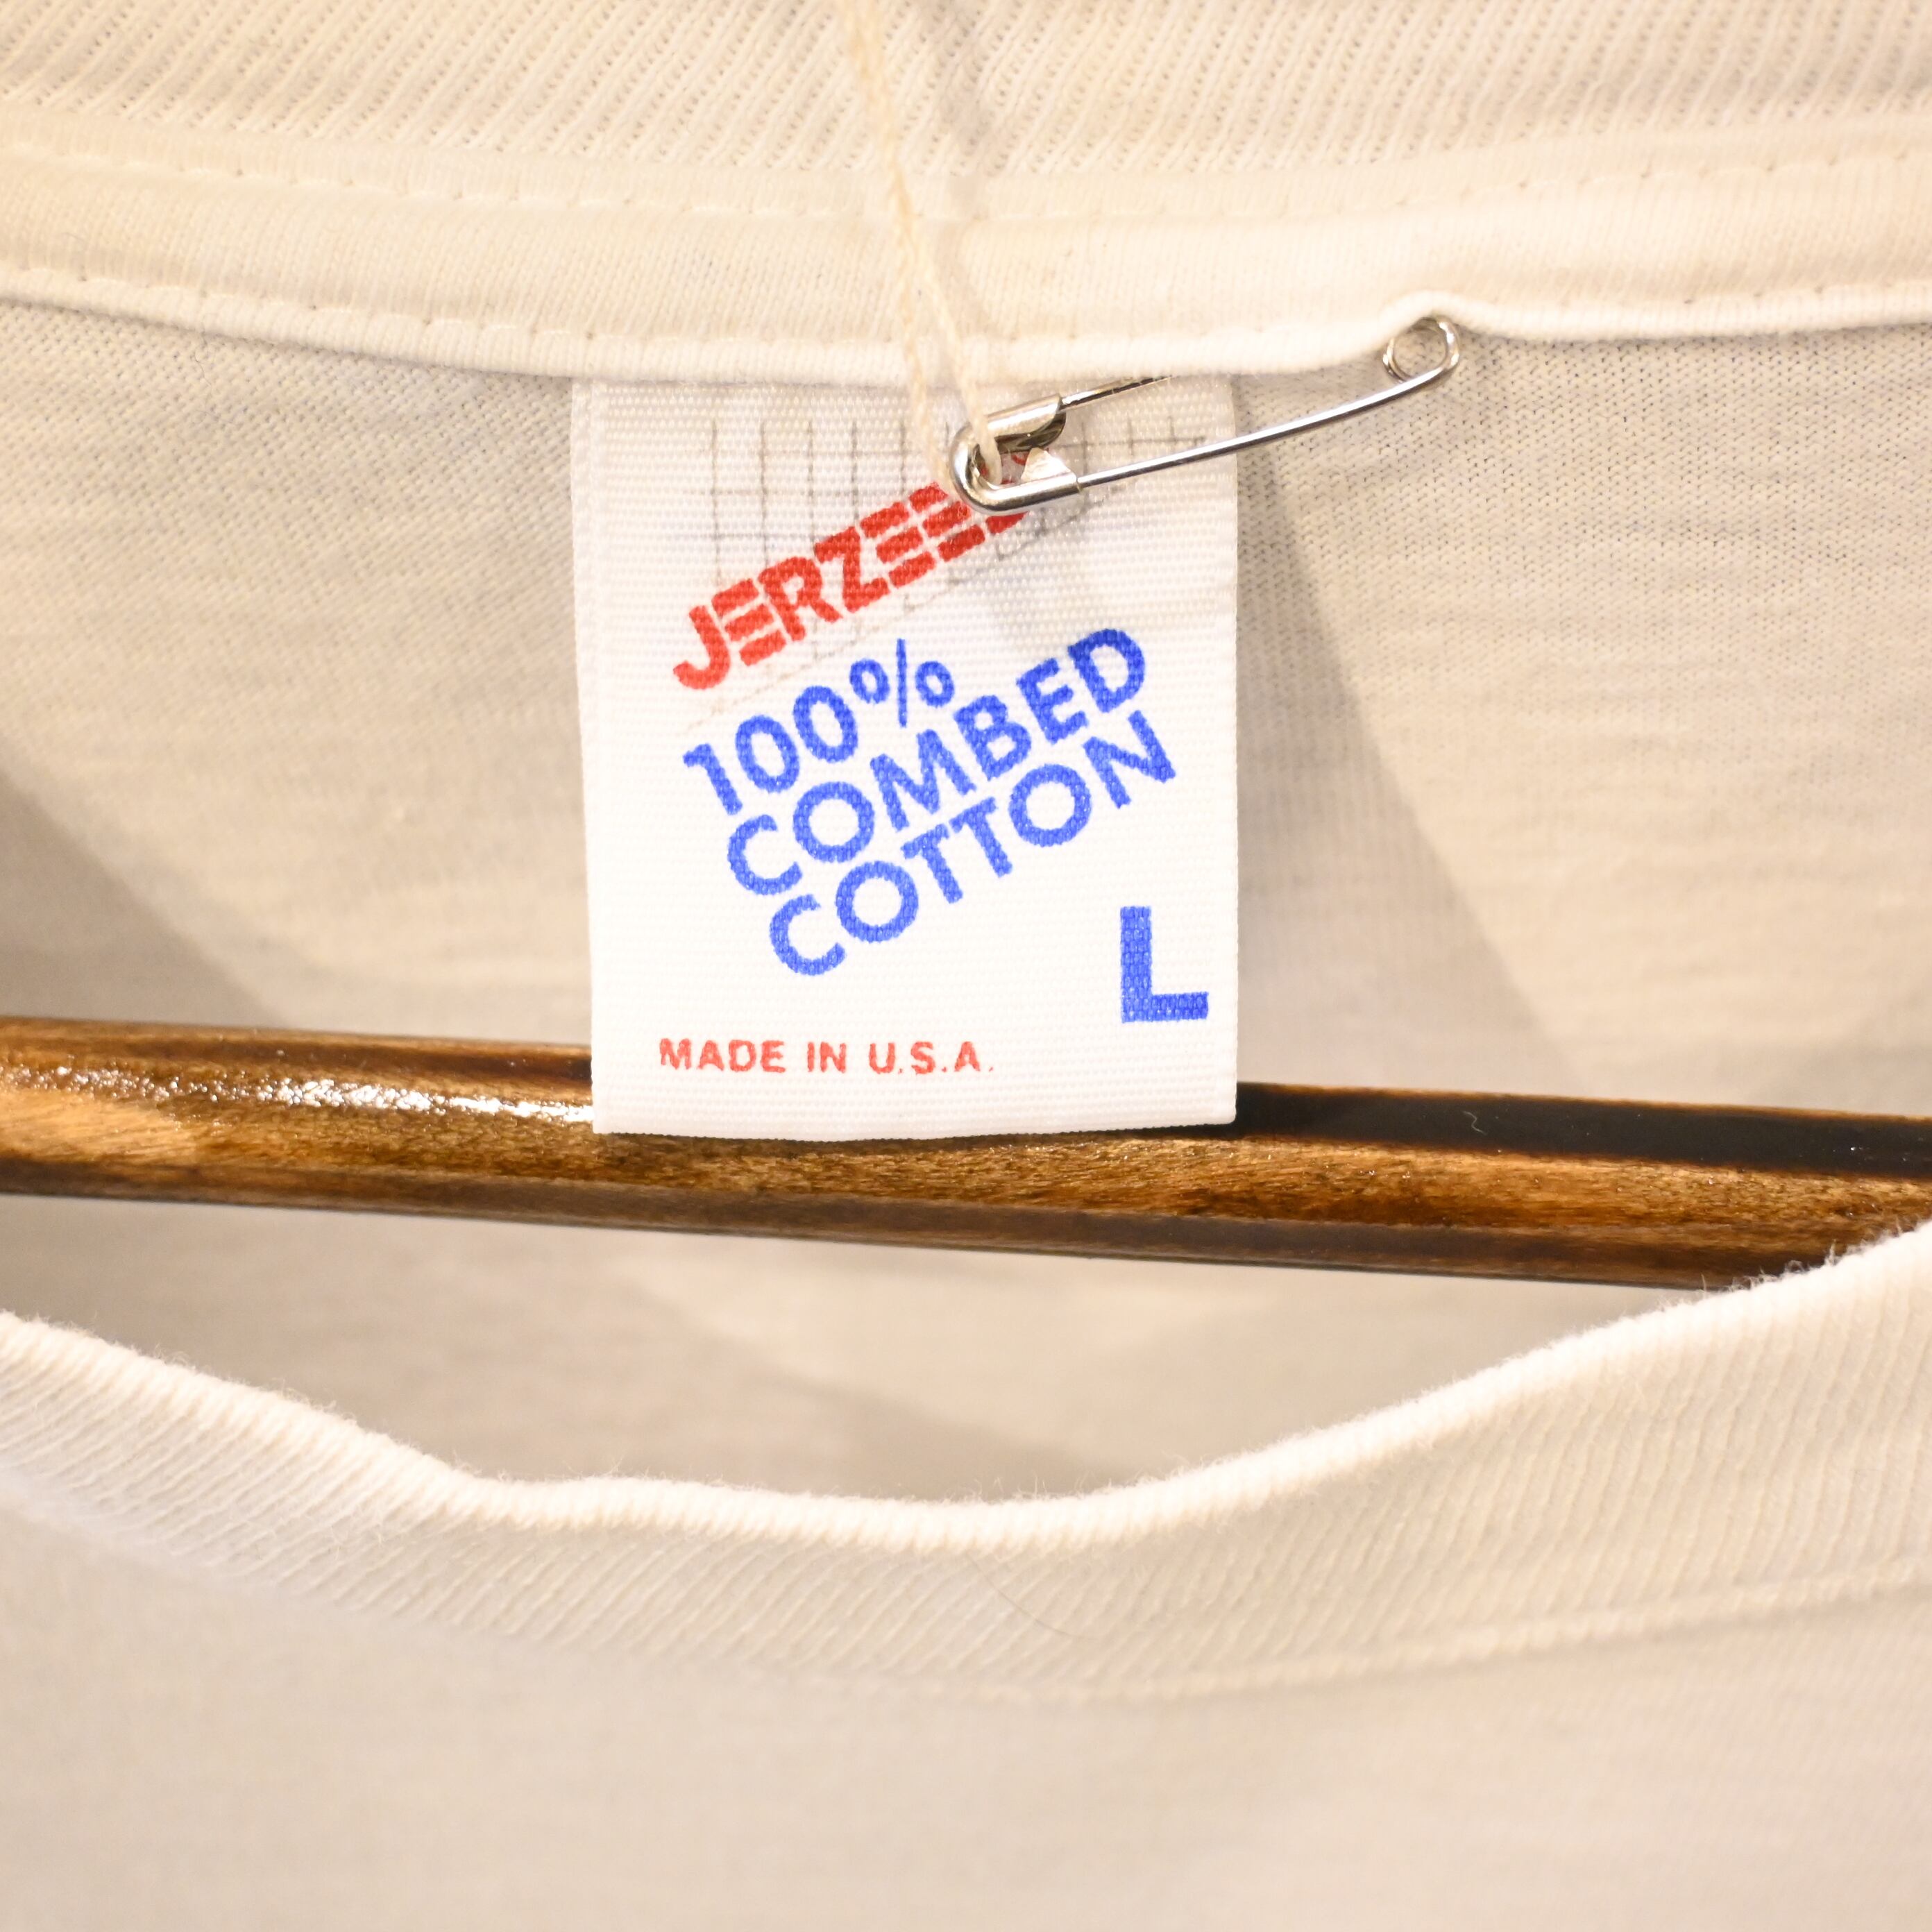 JERZEES
100%
COMBED
COTTON
L
MADE IN U.S.A.